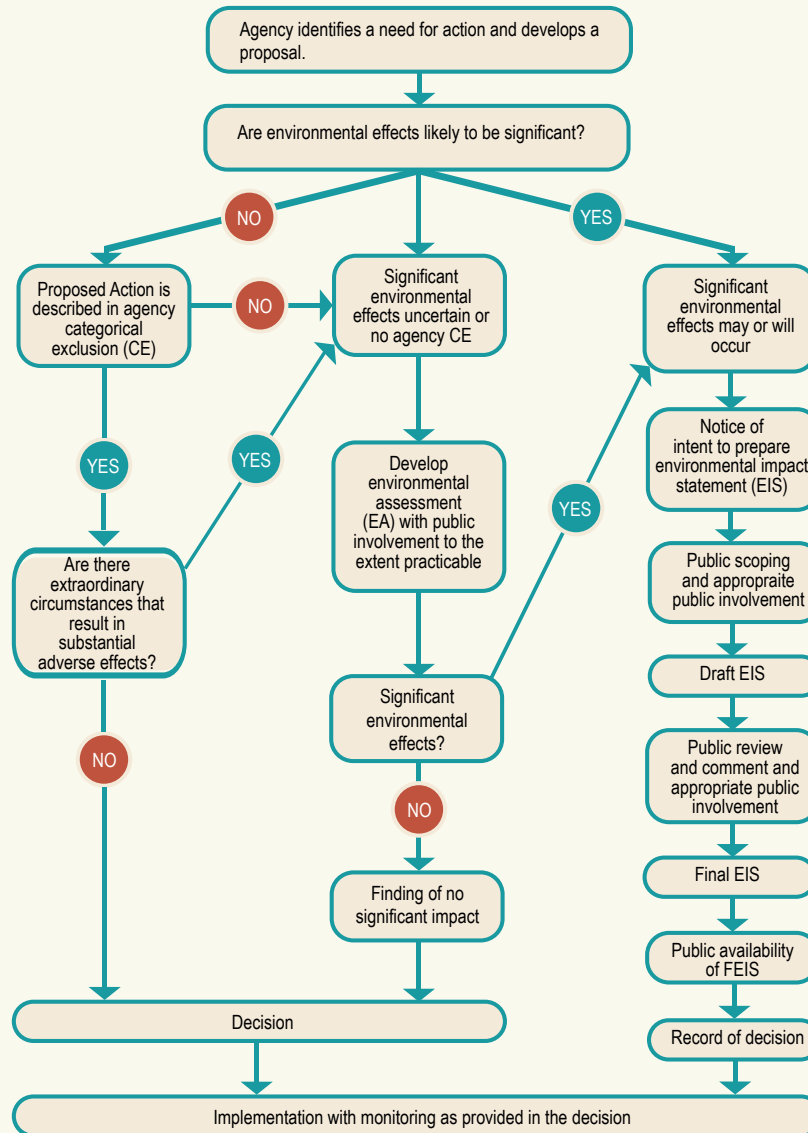 Agency identifies a need for action and develops a
proposal.
Are environmental effects likely to be significant?
NO
YES
Proposed Action is
described in agency
categorical
exclusion (CE)
NO
Significant
environmental
effects uncertain or
no agency CE
Significant
environmental
effects may or will
occur
YES
YES
Develop
environmental
assessment
(EA) with public
involvement to the
extent practicable
YES
Notice of
intent to prepare
environmental impact
statement (EIS)
Are there
extraordinary
circumstances that
result in
substantial
adverse effects?
Public scoping
and appropraite
public involvement
Draft EIS
NO
Significant
environmental
effects?
Public review
and comment and
appropriate public
involvement
NO
Final EIS
Finding of no
significant impact
Public availability
of FEIS
Decision
Record of decision
Implementation with monitoring as provided in the decision